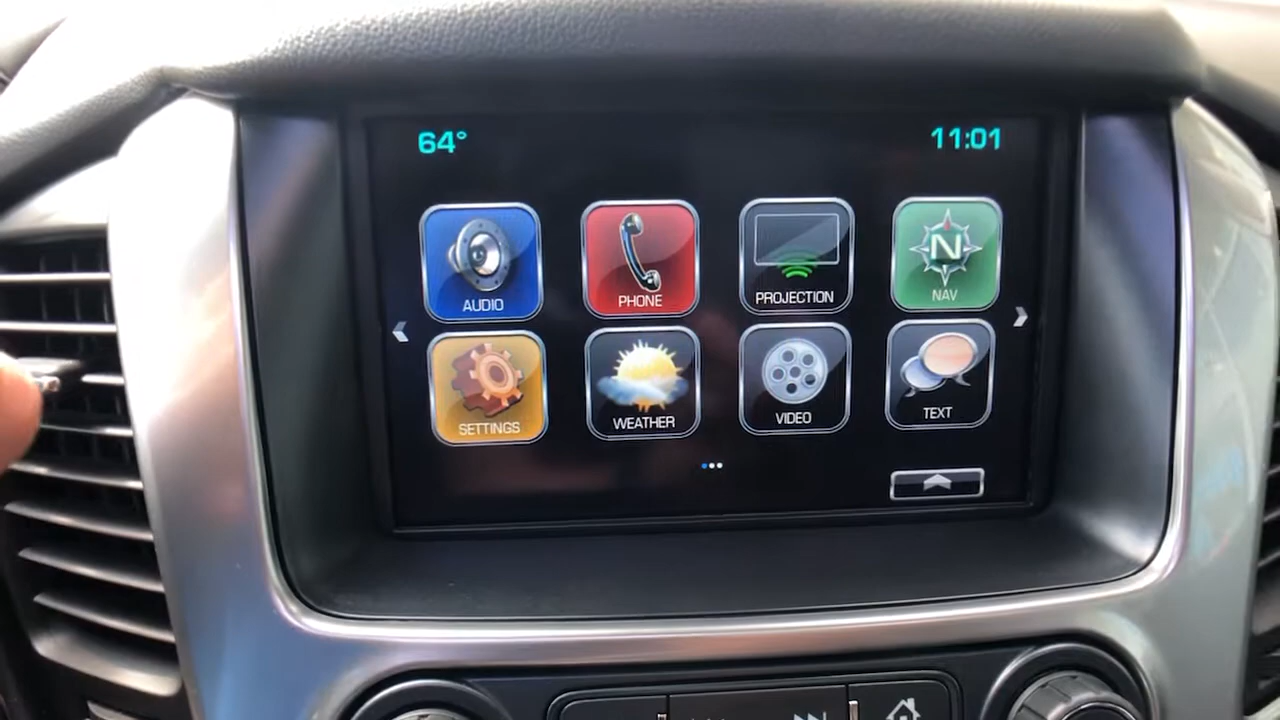 64° 11:01
AUDIO PHONE PROJECTION N NAV
SETTINGS WEATHER VIDEO TEXT